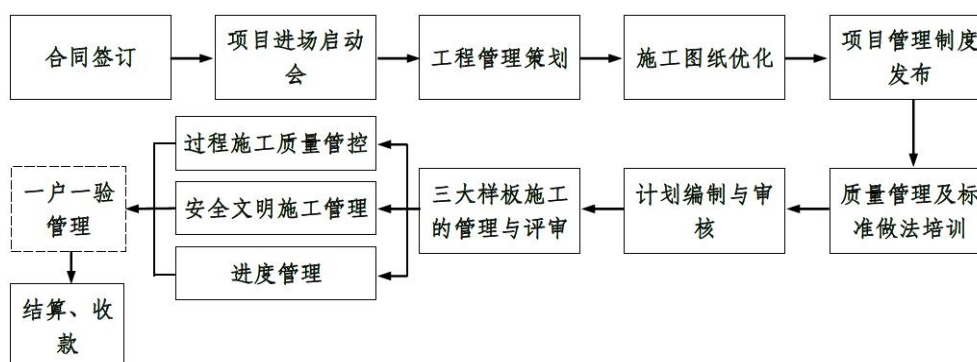 合同签订
项目进场启动
会
工程管理策划
施工图纸优化
项目管理制度
发布
质量管理及标
准做法培训
计划编制与审
核
三大样板施工
的管理与评审
过程施工质量管控
安全文明施工管理
进度管理
一户一验
管理
结算、收
款